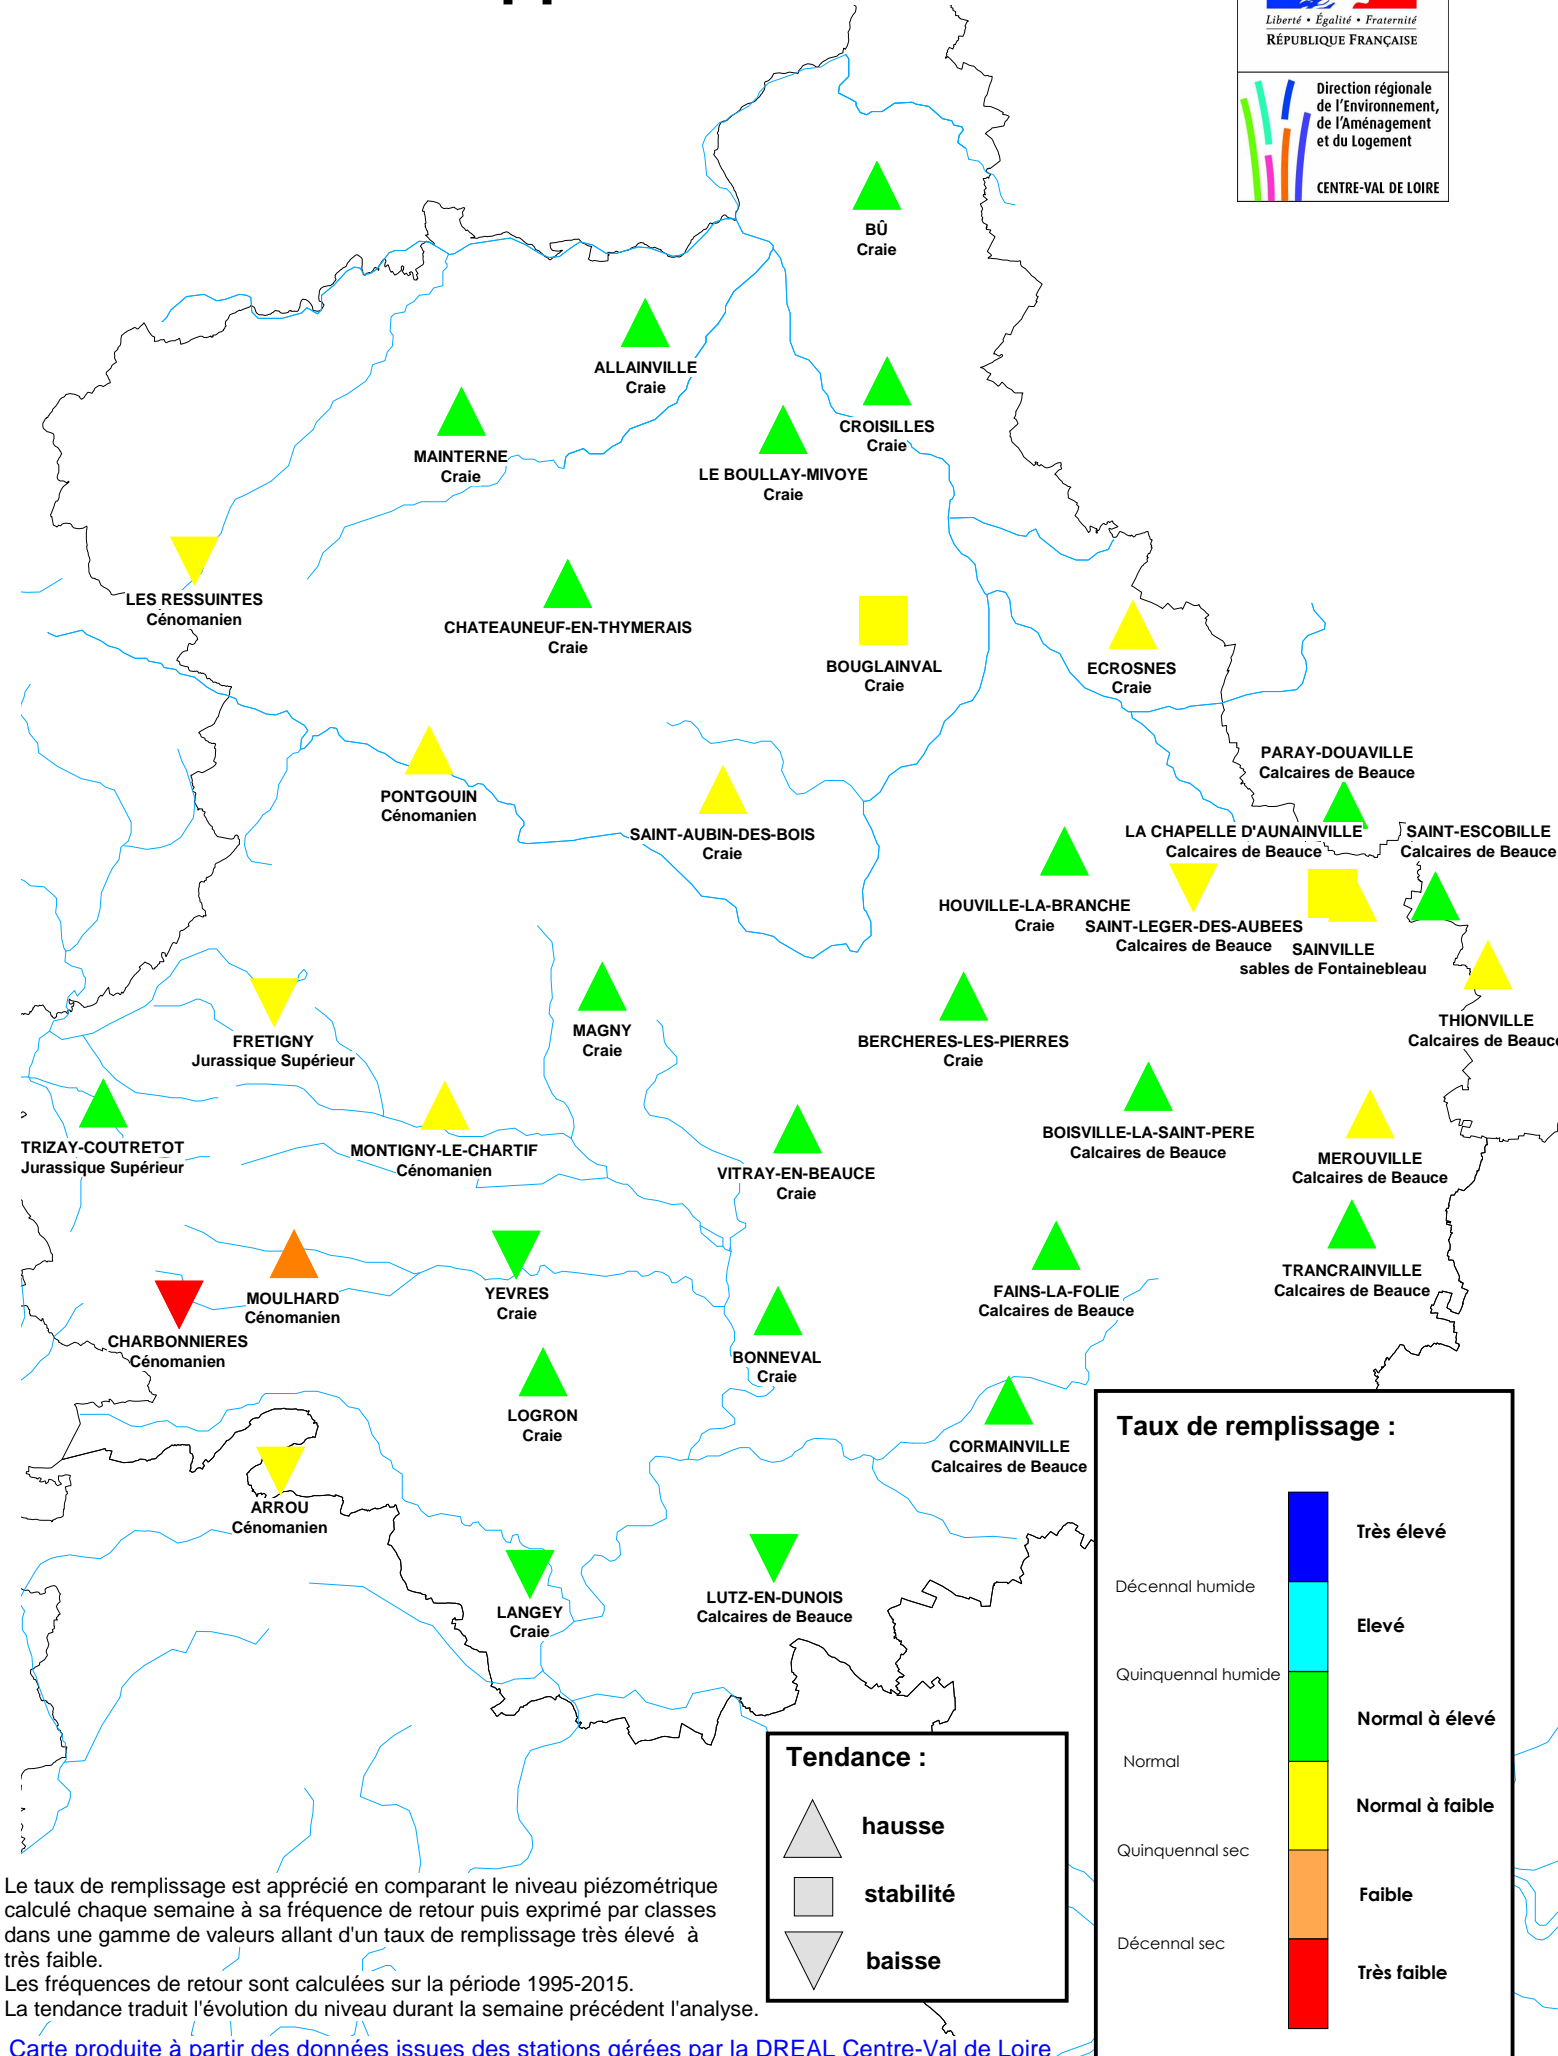 Liberté • Égalité • Fraternité
RÉPUBLIQUE FRANÇAISE
Direction régionale
de l'Environnement,
de l'Aménagement
et du Logement
CENTRE-VAL DE LOIRE
BÛ
Craie
ALLAINVILLE
Craie
CROISILLES
Craie
MAINTERNE
Craie
LE BOULLAY-MIVOYE
Craie
LES RESSUINTES
Cénomanien
CHATEAUNEUF-EN-THYMERAIS
Craie
BOUGLAINVAL
Craie
ECROSNES
Craie
PARAY-DOUAVILLE
Calcaires de Beauce
PONTGOUIN
Cénomanien
SAINT-AUBIN-DES-BOIS
Craie
LA CHAPELLE D'AUNAINVILLE
Calcaires de Beauce
SAINT-ESCOBILLE
Calcaires de Beauce
HOUVILLE-LA-BRANCHE
Craie
SAINT-LEGER-DES-AUBEES
Calcaires de Beauce
SAINVILLE
sables de Fontainebleau
THIONVILLE
Calcaires de Beauce
FRETIGNY
Jurassique Supérieur
MAGNY
Craie
BERCHERES-LES-PIERRES
Craie
TRIZAY-COUTRETOT
Jurassique Supérieur
MONTIGNY-LE-CHARTIF
Cénomanien
VITRAY-EN-BEAUCE
Craie
BOISVILLE-LA-SAINT-PERE
Calcaires de Beauce
MEROUVILLE
Calcaires de Beauce
MOULHARD
Cénomanien
YEVRES
Craie
FAINS-LA-FOLIE
Calcaires de Beauce
TRANCRAINVILLE
Calcaires de Beauce
CHARBONNIERES
Cénomanien
BONNEVAL
Craie
LOGRON
Craie
CORMAINVILLE
Calcaires de Beauce
ARROU
Cénomanien
LANGEY
Craie
LUTZ-EN-DUNOIS
Calcaires de Beauce
Taux de remplissage :
Très élevé
Décennal humide
Elevé
Quinquennal humide
Normal à élevé
Normal
Normal à faible
Quinquennal sec
Faible
Décennal sec
Très faible
Tendance :
hausse
stabilité
baisse
Le taux de remplissage est apprécié en comparant le niveau piézométrique
calculé chaque semaine à sa fréquence de retour puis exprimé par classes
dans une gamme de valeurs allant d'un taux de remplissage très élevé à
très faible.
Les fréquences de retour sont calculées sur la période 1995-2015.
La tendance traduit l'évolution du niveau durant la semaine précédent l'analyse.
Carte produite à partir des données issues des stations gérées par la DREAL Centre-Val de Loire